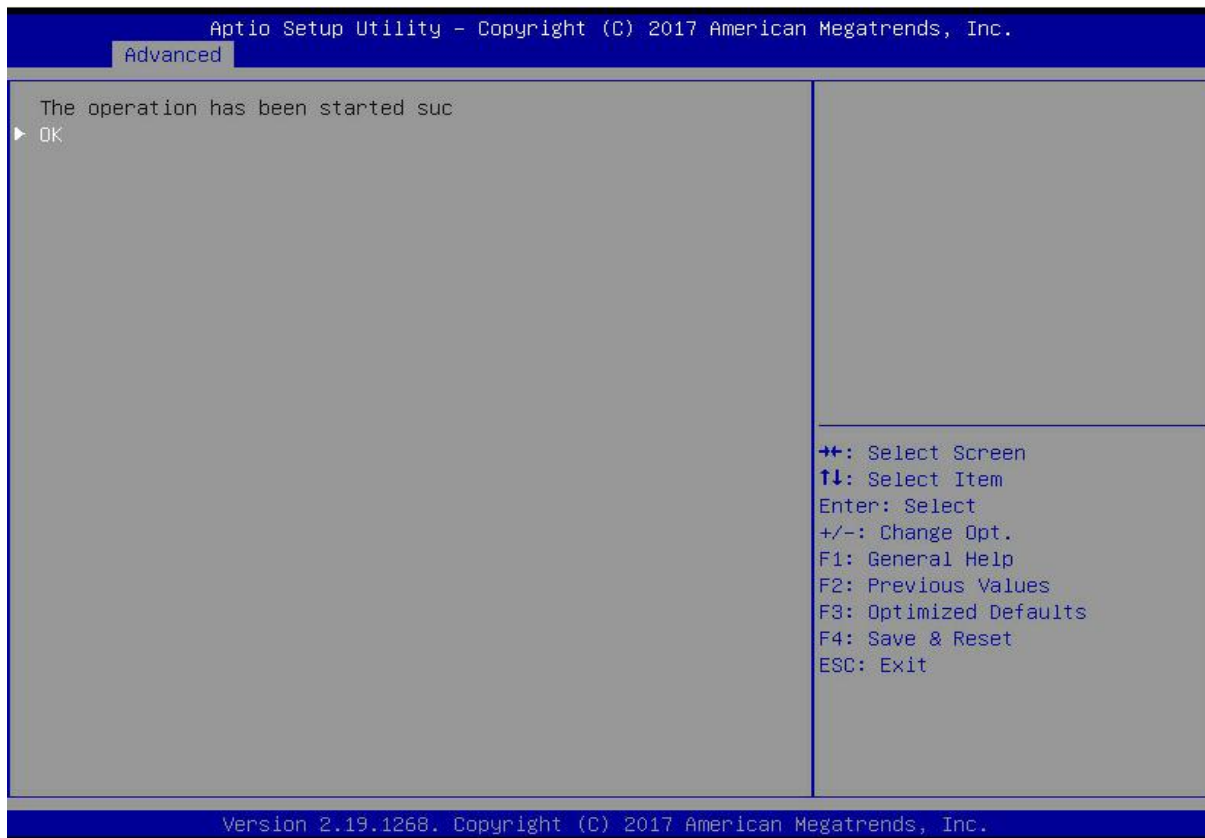 Aptio Setup Utility – Copyright (C) 2017 American Megatrends, Inc.
Advanced
The operation has been started suc
▶ OK
→←: Select Screen
↑↓: Select Item
Enter: Select
+/-: Change Opt.
F1: General Help
F2: Previous Values
F3: Optimized Defaults
F4: Save & Reset
ESC: Exit
Version 2.19.1268. Copyright (C) 2017 American Megatrends, Inc.